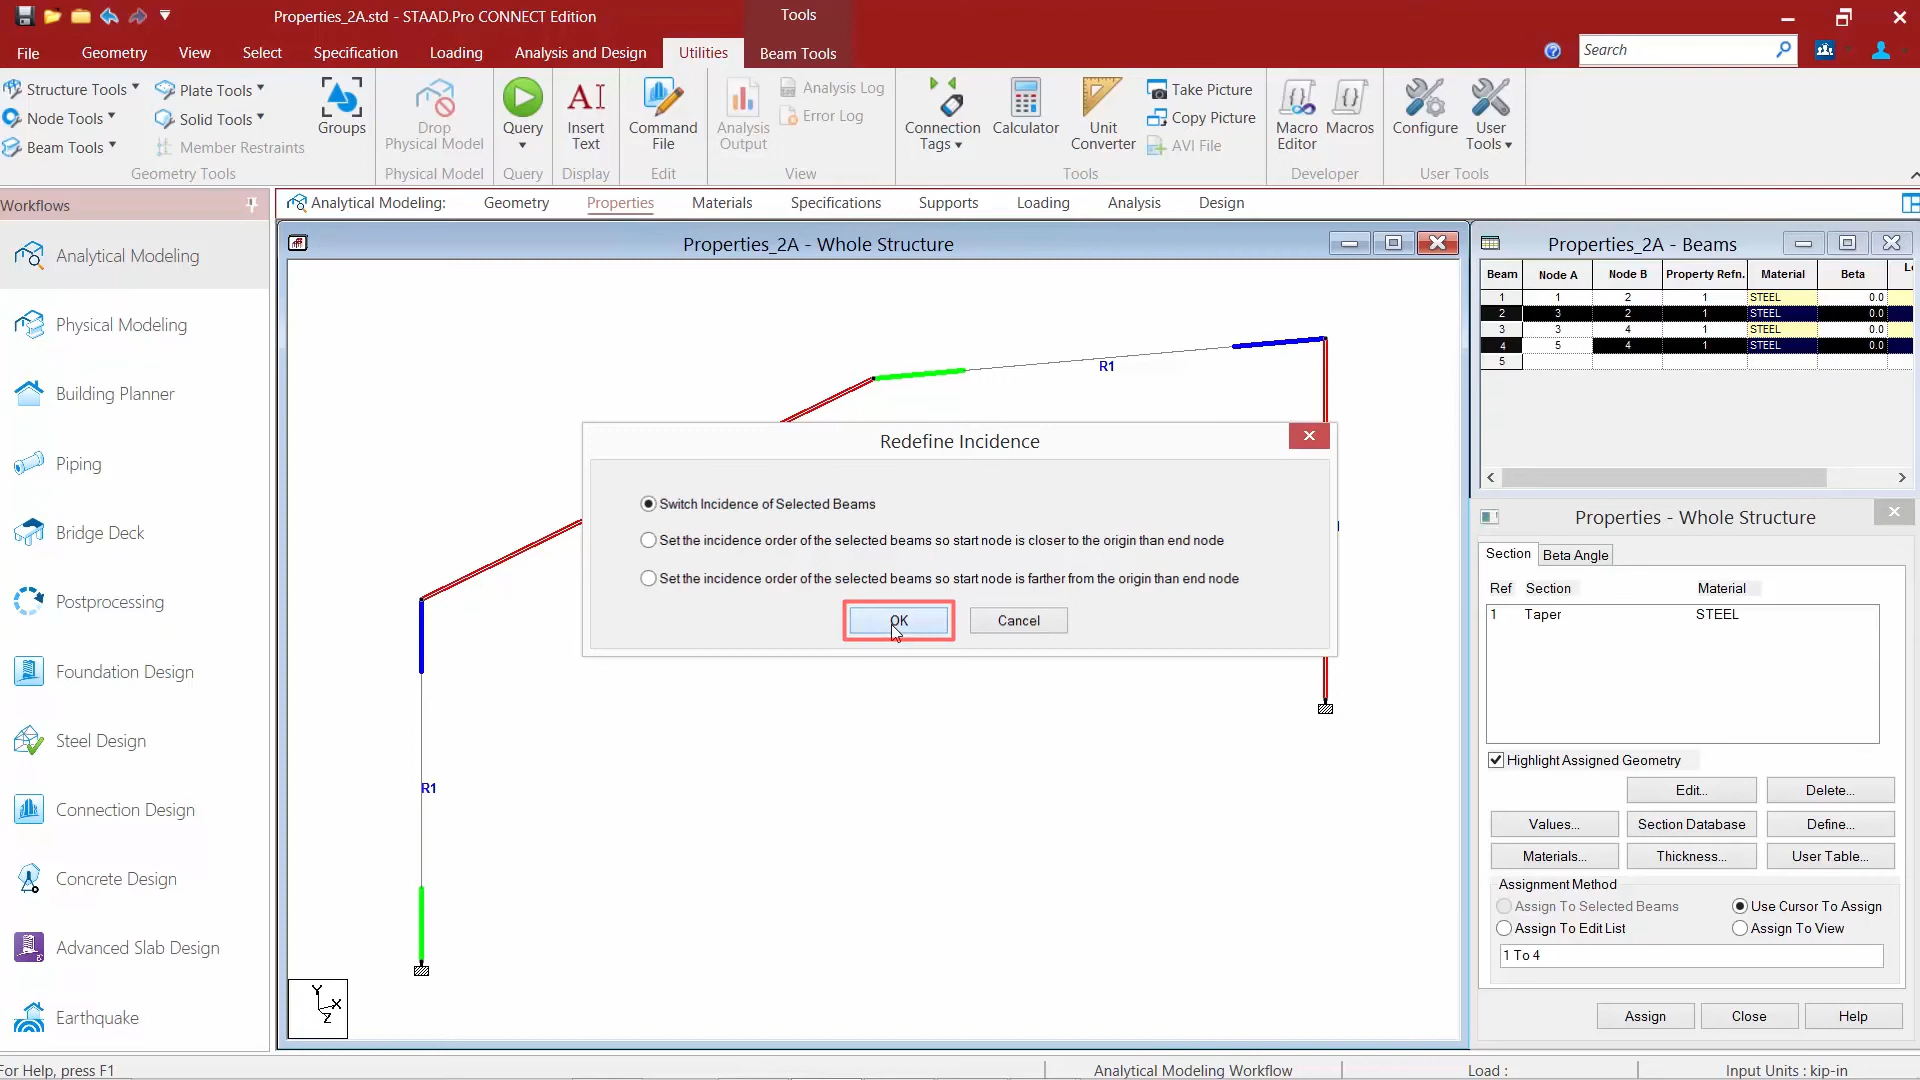 Properties_2A.std - STAAD.Pro CONNECT Edition
Tools
File Geometry View Select Specification Loading Analysis and Design Utilities Beam Tools
Search
Structure Tools
Node Tools
Beam Tools
Plate Tools
Solid Tools
Member Restraints
Geometry Tools
Groups
Drop
Physical Model
Physical Model
Query
Query
Insert
Text
Display
Command
File
Edit
Analysis
Output
Analysis Log
Error Log
View
Connection
Tags
Calculator
Unit
Converter
Take Picture
Copy Picture
AVI File
Tools
Macro
Editor
Macros
Developer
Configure
User
Tools
User Tools
Workflows
Analytical Modeling
Physical Modeling
Building Planner
Piping
Bridge Deck
Postprocessing
Foundation Design
Steel Design
Connection Design
Concrete Design
Advanced Slab Design
Earthquake
Analytical Modeling: Geometry Properties Materials Specifications Supports Loading Analysis Design
Properties_2A - Whole Structure
R1
R1
Y
X
Z
Redefine Incidence
Switch Incidence of Selected Beams
Set the incidence order of the selected beams so start node is closer to the origin than end node
Set the incidence order of the selected beams so start node is farther from the origin than end node
OK Cancel
Properties_2A - Beams
Beam Node A Node B Property Refn. Material Beta
1 1 2 1 STEEL 0.0
2 3 2 1 STEEL 0.0
3 3 4 1 STEEL 0.0
4 5 4 1 STEEL 0.0
5
Properties - Whole Structure
Section Beta Angle
Ref Section Material
1 Taper STEEL
Highlight Assigned Geometry
Edit... Delete...
Values... Section Database Define...
Materials... Thickness... User Table...
Assignment Method
Assign To Selected Beams Use Cursor To Assign
Assign To Edit List Assign To View
1 To 4
Assign Close Help
For Help, press F1 Analytical Modeling Workflow Load : Input Units : kip-in